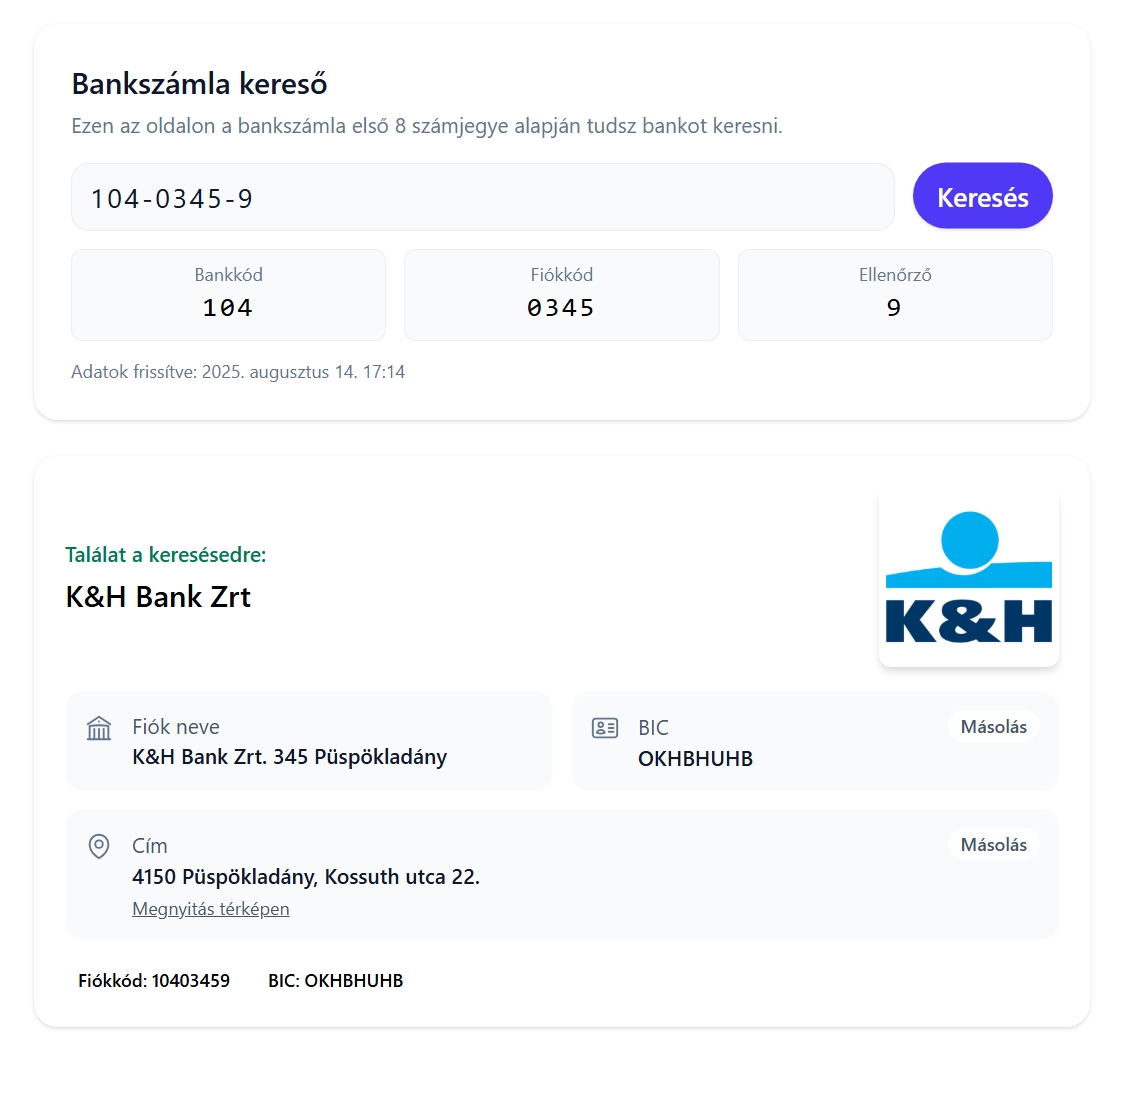 Bankszámla kereső
Ezen az oldalon a bankszámla első 8 számjegye alapján tudsz bankot keresni.
104-0345-9
Keresés
Bankkód
104
Fiókkód
0345
Ellenőrző
9
Adatok frissítve: 2025. augusztus 14. 17:14
Találat a keresésedre:
K&H Bank Zrt
K&H
Fiók neve
K&H Bank Zrt. 345 Püspökladány
BIC
OKHBHUHB
Másolás
Cím
4150 Püspökladány, Kossuth utca 22.
Megnyitás térképen
Másolás
Fiókkód: 10403459 BIC: OKHBHUHB